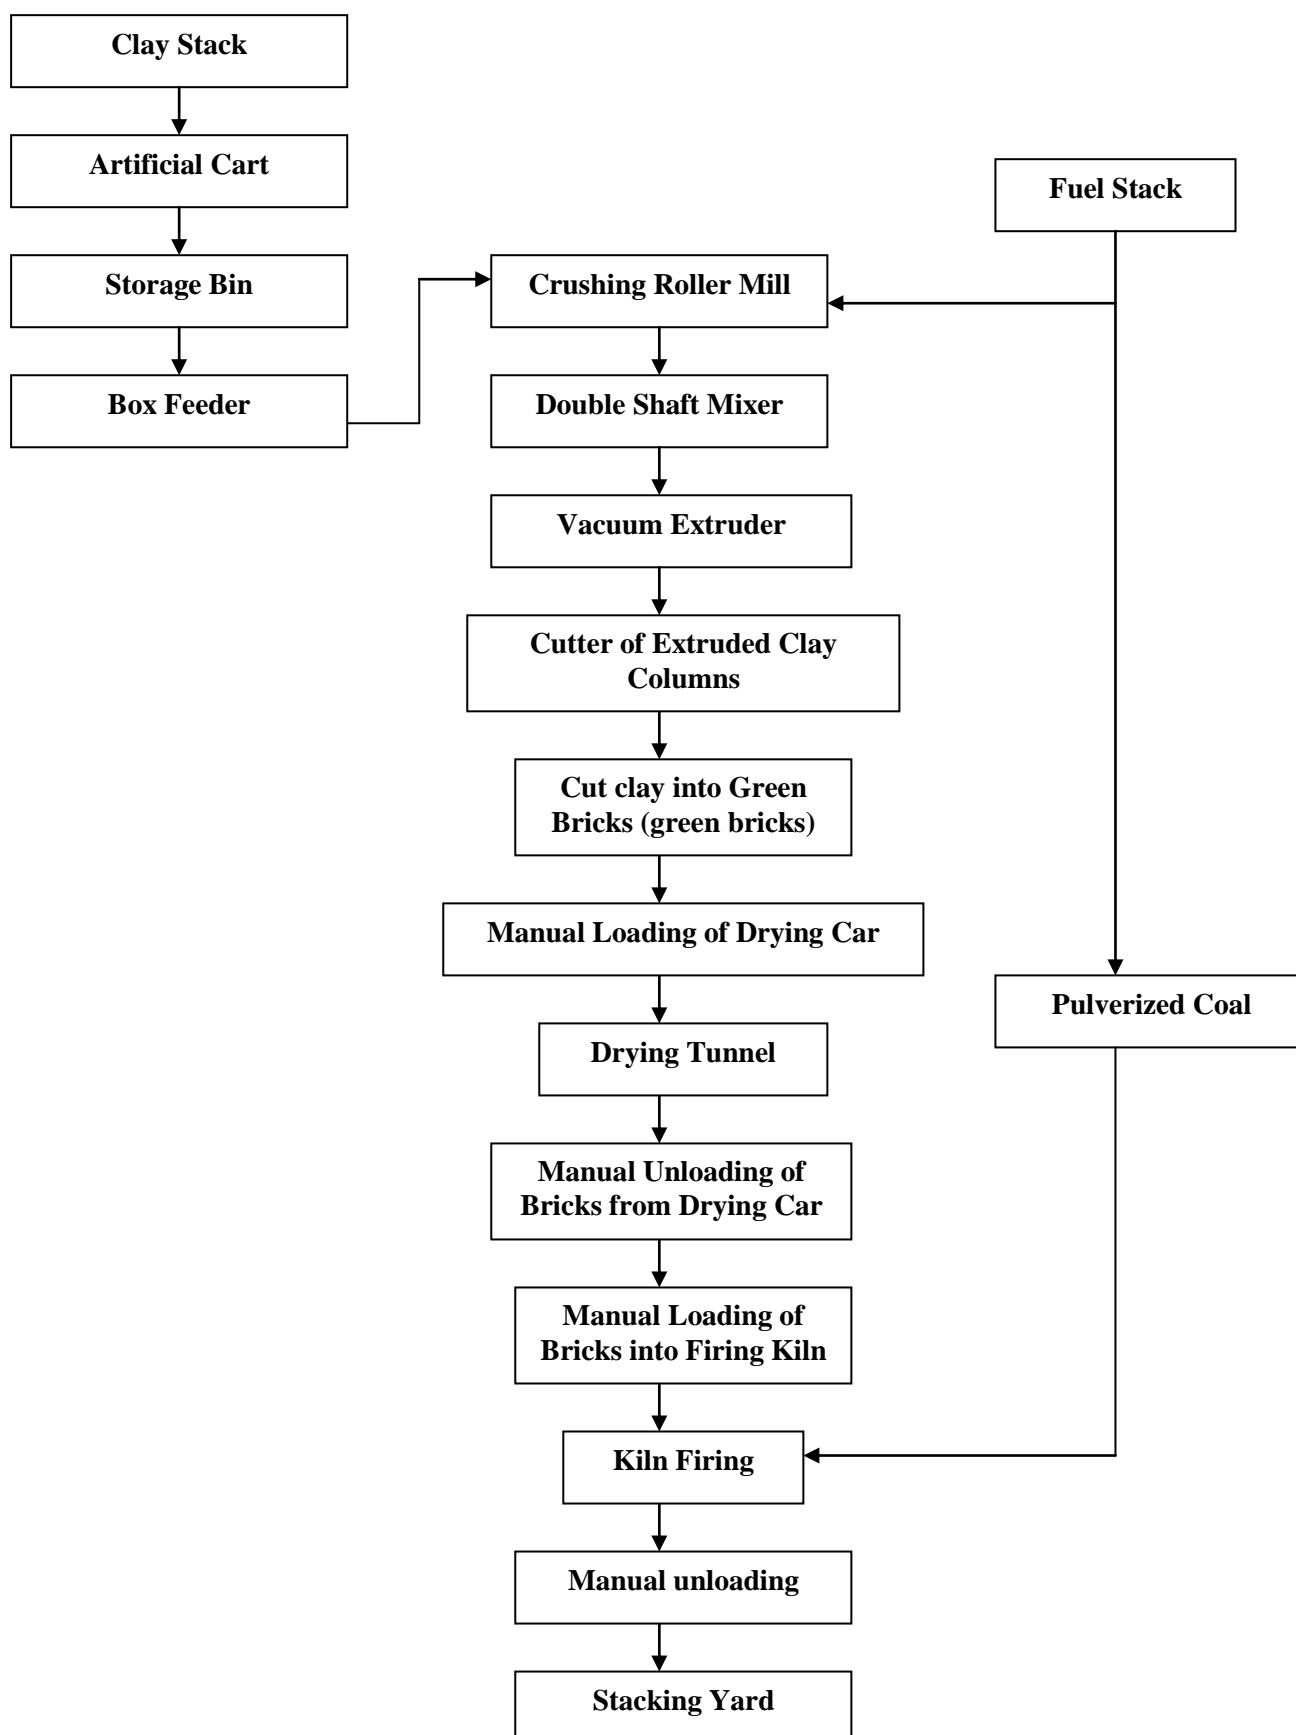 Clay Stack
Artificial Cart
Fuel Stack
Storage Bin
Crushing Roller Mill
Box Feeder
Double Shaft Mixer
Vacuum Extruder
Cutter of Extruded Clay
Columns
Cut clay into Green
Bricks (green bricks)
Manual Loading of Drying Car
Pulverized Coal
Drying Tunnel
Manual Unloading of
Bricks from Drying Car
Manual Loading of
Bricks into Firing Kiln
Kiln Firing
Manual unloading
Stacking Yard